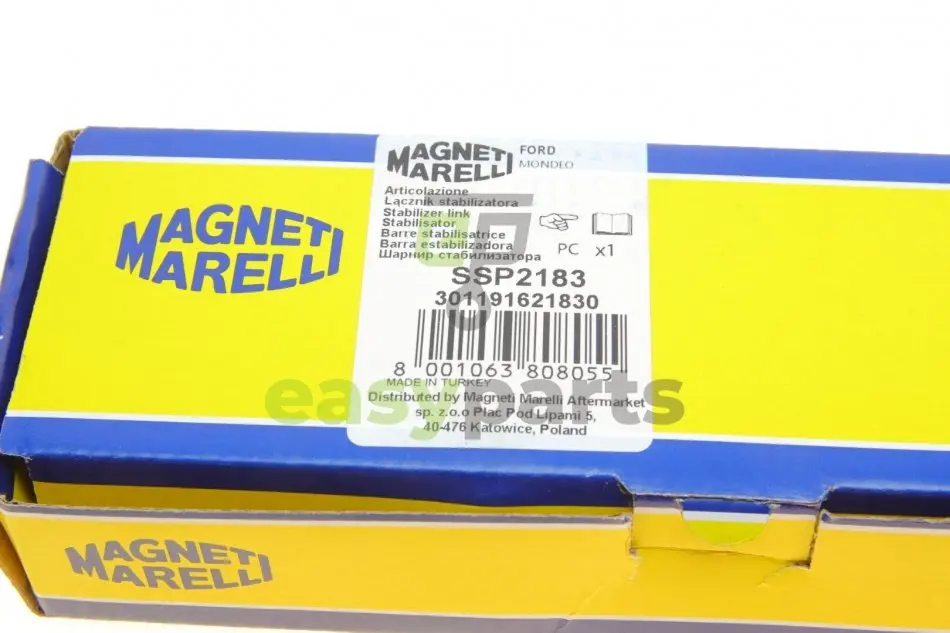 MAGNETI
MARELLI
FORD
MONDEO
Articolazione
Łącznik stabilizatora
Stabilizer link
Stabilisator
Barre stabilisatrice
Barra estabilizadora
Шарнир стабилизатора
PC x1
SSP2183
301191621830
8 001063 808055
MADE IN TURKEY
Distributed by Magneti Marelli Aftermarket
sp. z.o.o Plac Pod Lipami 5,
40-476 Katowice, Poland
MAGNETI
MARELLI
easyparts
MAGNETI
MARELLI